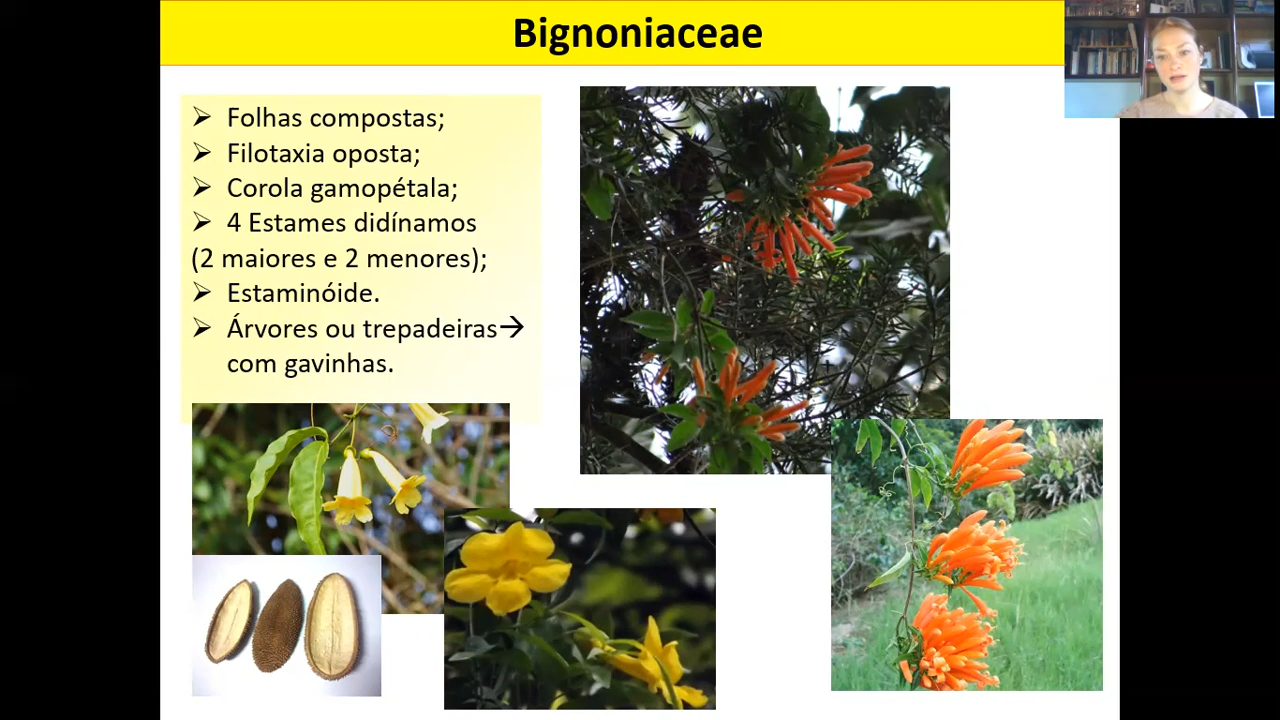 Bignoniaceae
➢ Folhas compostas;
➢ Filotaxia oposta;
➢ Corola gamopétala;
➢ 4 Estames didínamos
(2 maiores e 2 menores);
➢ Estaminóide.
➢ Árvores ou trepadeiras→
com gavinhas.